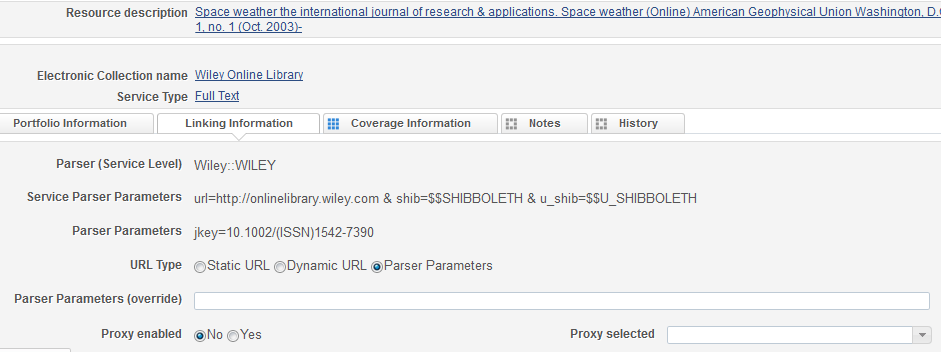 Resource description Space weather the international journal of research & applications. Space weather (Online) American Geophysical Union Washington, D.
1, no. 1 (Oct. 2003)-
Electronic Collection name Wiley Online Library
Service Type Full Text
Portfolio Information Linking Information Coverage Information Notes History
Parser (Service Level) Wiley::WILEY
Service Parser Parameters url=http://onlinelibrary.wiley.com & shib=$$SHIBBOLETH & u_shib=$$U_SHIBBOLETH
Parser Parameters jkey=10.1002/(ISSN)1542-7390
URL Type Static URL Dynamic URL Parser Parameters
Parser Parameters (override)
Proxy enabled No Yes Proxy selected